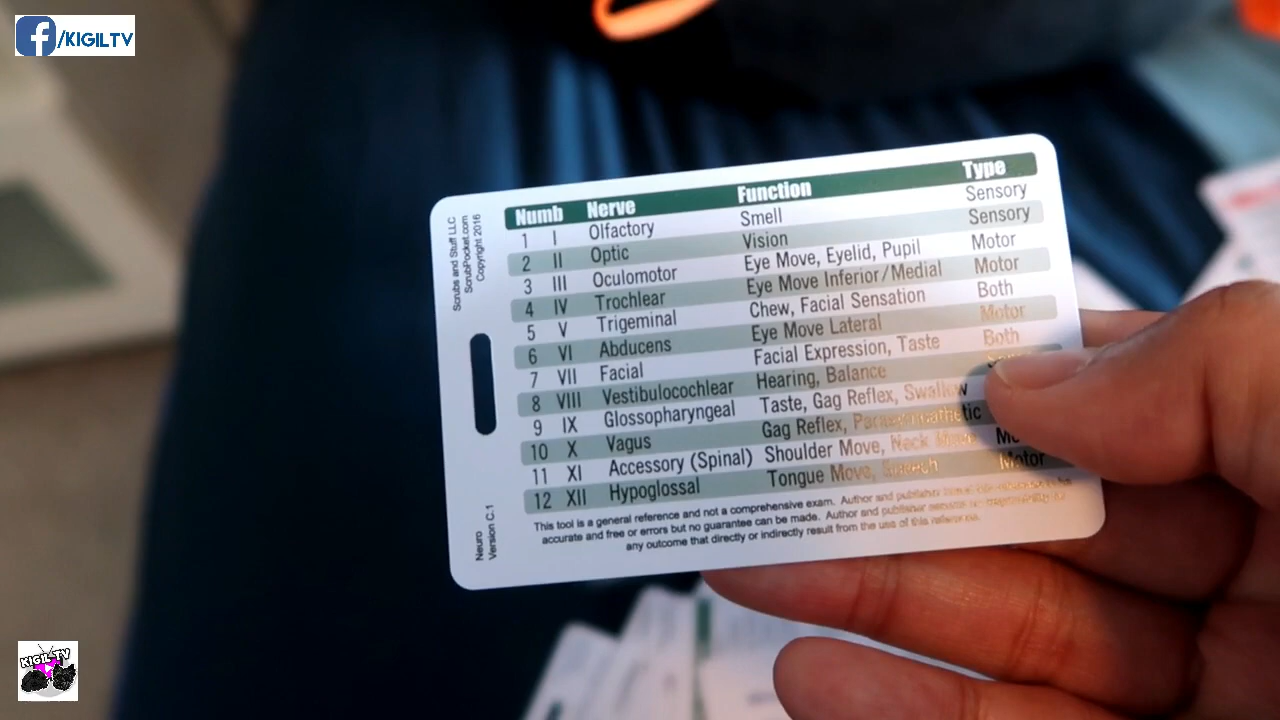 /KIGILTV
Scrubs and Stuff LLC
ScrubPocket.com
Copyright 2016
Numb Nerve Function Type
1 I Olfactory Smell Sensory
2 II Optic Vision Sensory
3 III Oculomotor Eye Move, Eyelid, Pupil Motor
4 IV Trochlear Eye Move Inferior/Medial Motor
5 V Trigeminal Chew, Facial Sensation Both
6 VI Abducens Eye Move Lateral Motor
7 VII Facial Facial Expression, Taste Both
8 VIII Vestibulocochlear Hearing, Balance
9 IX Glossopharyngeal Taste, Gag Reflex, Swallow
10 X Vagus Gag Reflex,
11 XI Accessory (Spinal) Shoulder Move, Neck Move
12 XII Hypoglossal Tongue Move, Speech Motor
This tool is a general reference and not a comprehensive exam. Author and publisher
accurate and free or errors but no guarantee can be made. Author and publisher
any outcome that directly or indirectly result from the use of this reference.
Neuro
Version C.1
KIGIL TV